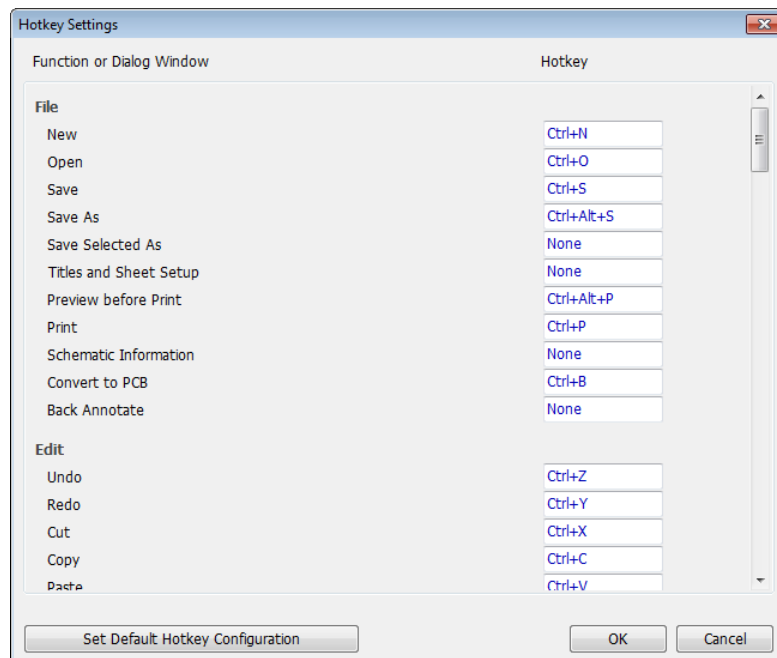 Hotkey Settings
Function or Dialog Window Hotkey
File
New Ctrl+N
Open Ctrl+O
Save Ctrl+S
Save As Ctrl+Alt+S
Save Selected As None
Titles and Sheet Setup None
Preview before Print Ctrl+Alt+P
Print Ctrl+P
Schematic Information None
Convert to PCB Ctrl+B
Back Annotate None
Edit
Undo Ctrl+Z
Redo Ctrl+Y
Cut Ctrl+X
Copy Ctrl+C
Paste Ctrl+V
Set Default Hotkey Configuration OK Cancel